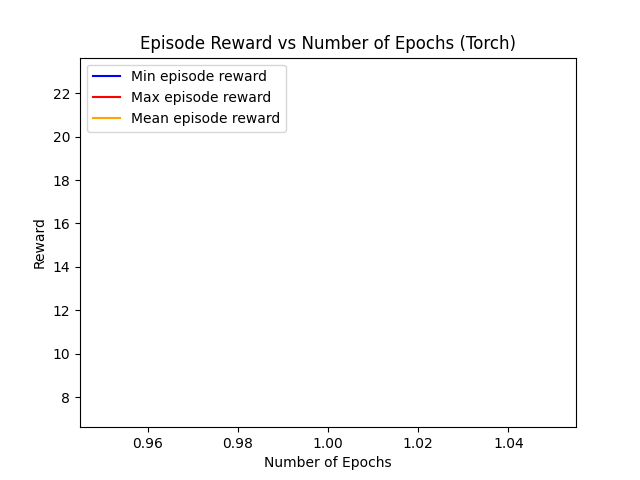 Episode Reward vs Number of Epochs (Torch)
Min episode reward
Max episode reward
Mean episode reward
22
20
18
16
14
12
10
8
Reward
0.96 0.98 1.00 1.02 1.04
Number of Epochs